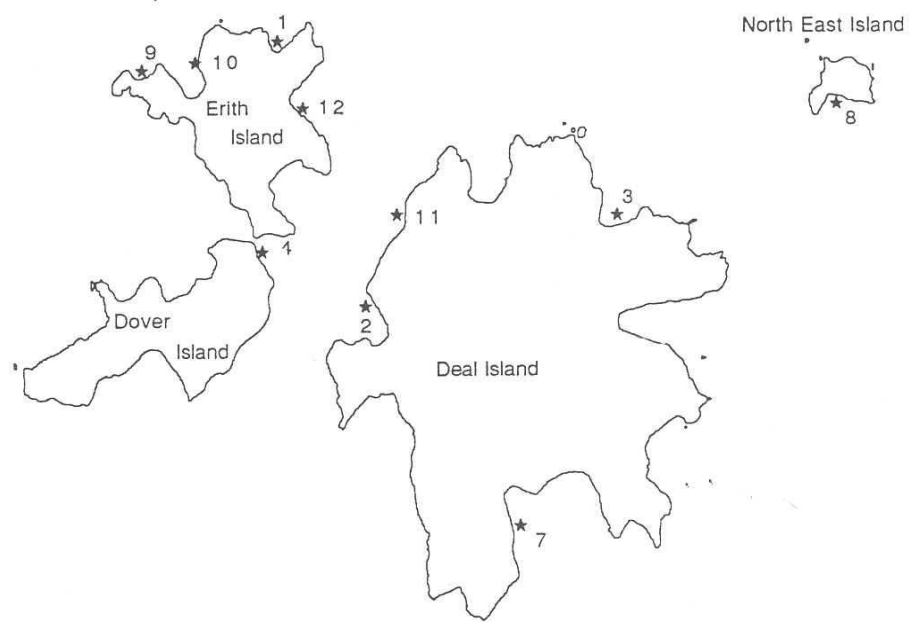 1
North East Island
9
10
Erith
12
Island
8
3
11
4
2
Dover
Island
Deal Island
7